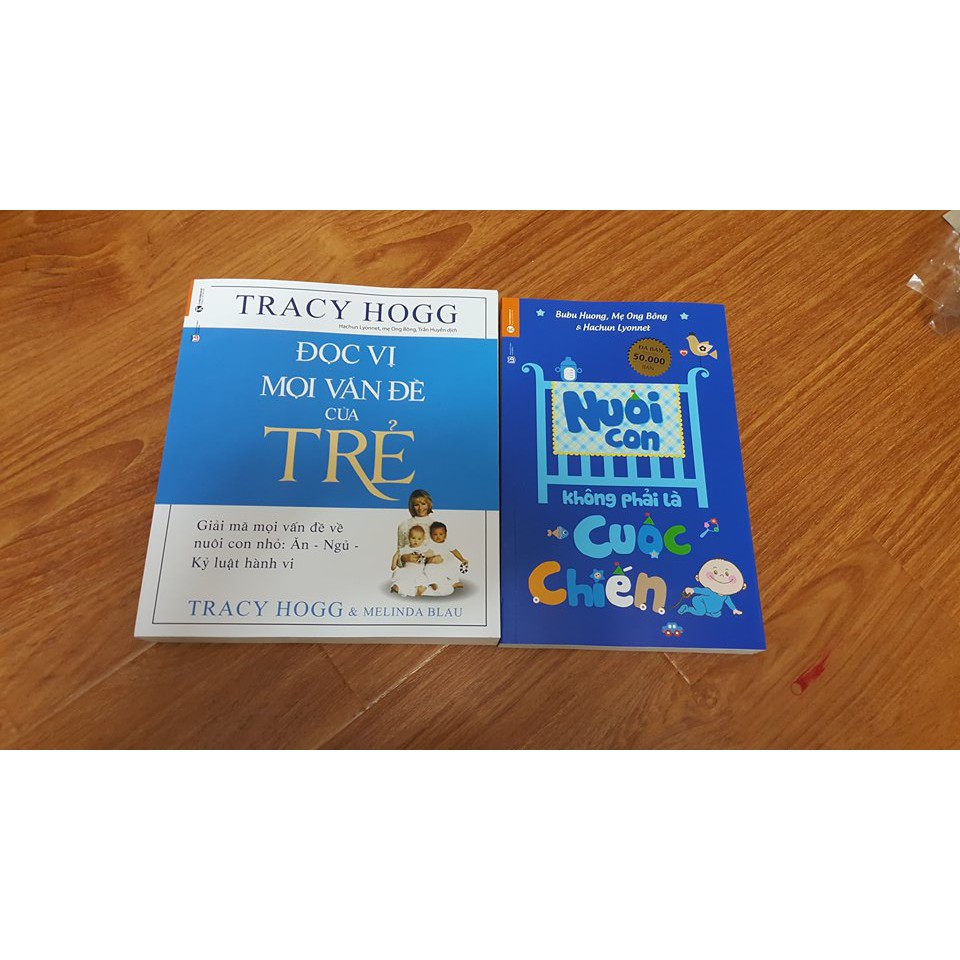 TRACY HOGG
Hachun Lyonnet, mẹ Ong Bông, Trần Huyền dịch
ĐỌC VỊ
MỌI VẤN ĐỀ
CỦA
TRẺ
Giải mã mọi vấn đề về
nuôi con nhỏ: Ăn - Ngủ -
Kỷ luật hành vi
TRACY HOGG & MELINDA BLAU
Bubu Huong, Mẹ Ong Bông
& Hachun Lyonnet
ĐÃ BÁN
50.000
BẢN
Nuôi
con
không phải là
Cuộc
Chiến